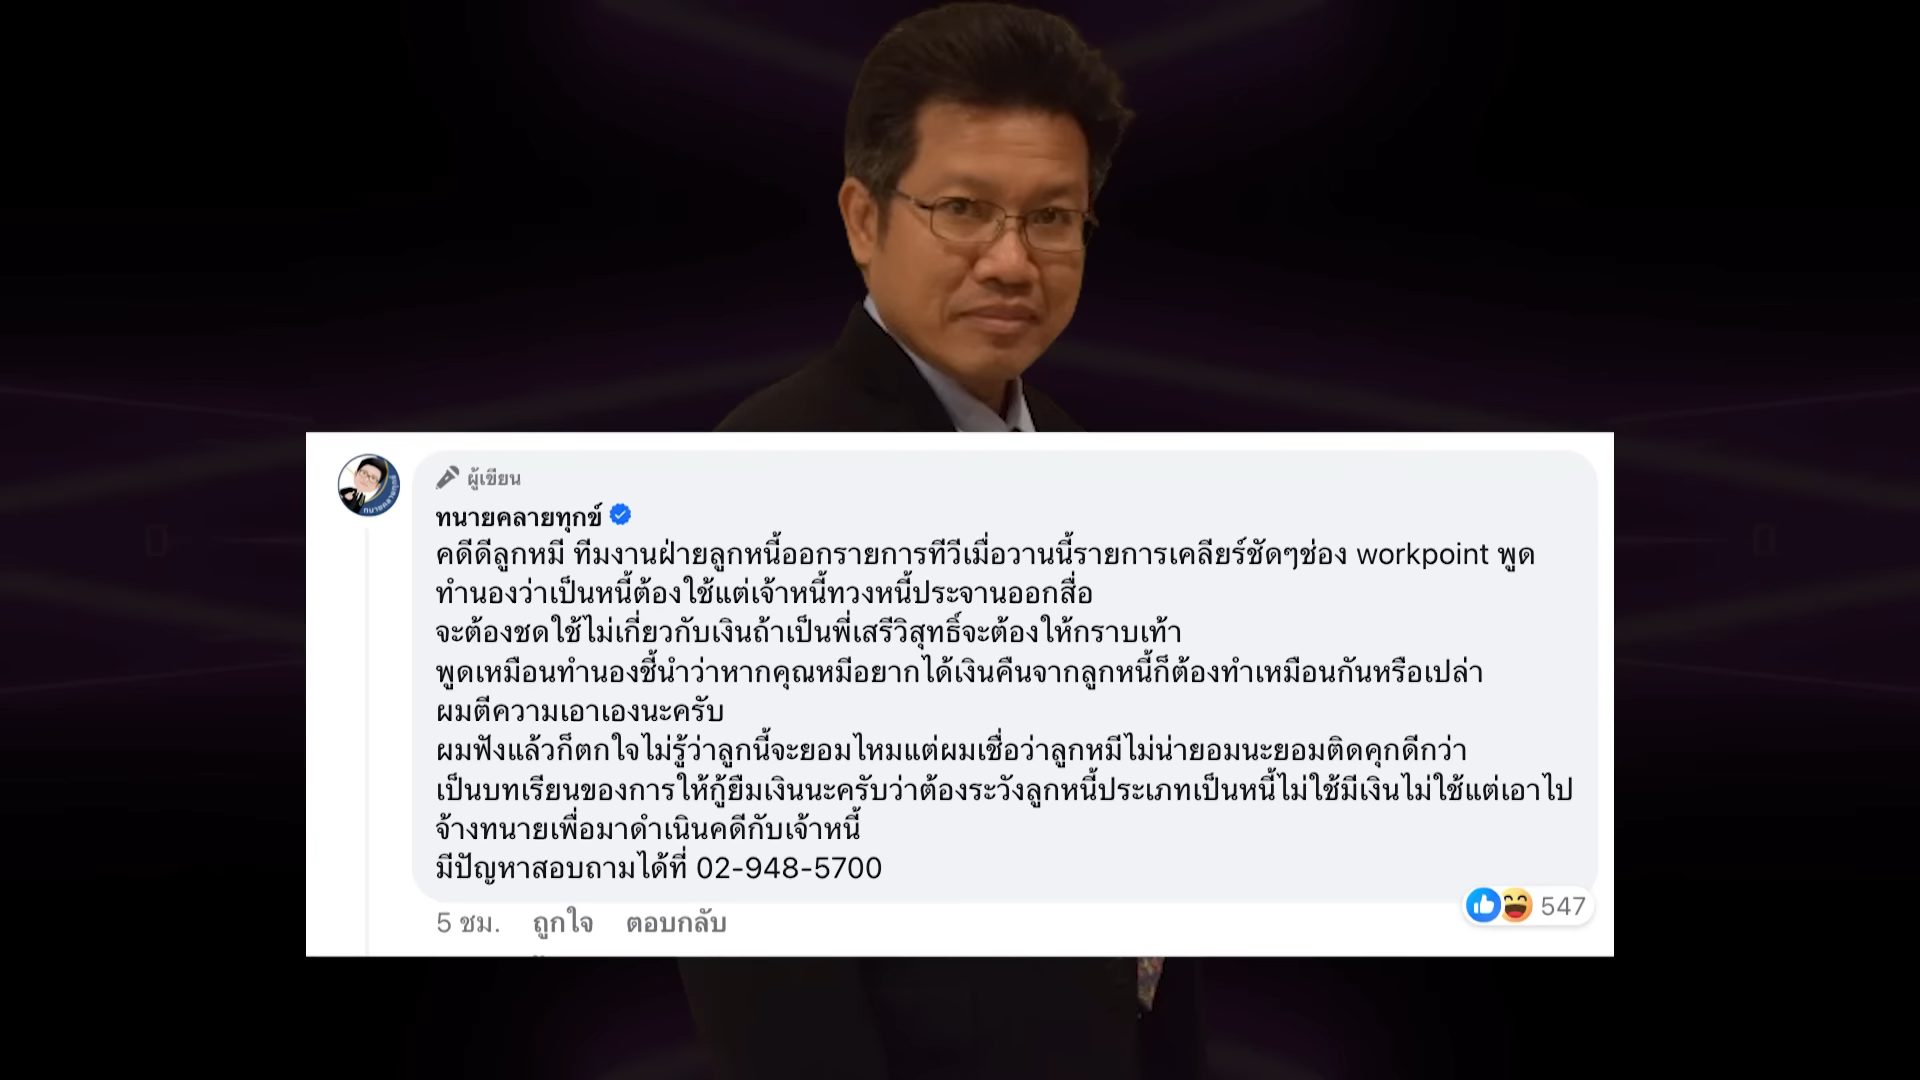 ผู้เขียน
ทนายคลายทุกข์
คดีดีลูกหมี ทีมงานฝ่ายลูกหนี้ออกรายการทีวีเมื่อวานนี้รายการเคลียร์ชัดๆช่อง workpoint พูด
ทำนองว่าเป็นหนี้ต้องใช้แต่เจ้าหนี้ทวงหนี้ประจานออกสื่อ
จะต้องชดใช้ไม่เกี่ยวกับเงินถ้าเป็นพี่เสรีวิสุทธิ์จะต้องให้กราบเท้า
พูดเหมือนทำนองชี้นำว่าหากคุณหมีอยากได้เงินคืนจากลูกหนี้ก็ต้องทำเหมือนกันหรือเปล่า
ผมตีความเอาเองนะครับ
ผมฟังแล้วก็ตกใจไม่รู้ว่าลูกนี้จะยอมไหมแต่ผมเชื่อว่าลูกหมีไม่น่ายอมนะยอมติดคุกดีกว่า
เป็นบทเรียนของการให้กู้ยืมเงินนะครับว่าต้องระวังลูกหนี้ประเภทเป็นหนี้ไม่ใช้มีเงินไม่ใช้แต่เอาไป
จ้างทนายเพื่อมาดำเนินคดีกับเจ้าหนี้
มีปัญหาสอบถามได้ที่ 02-948-5700
547
5 ชม. ถูกใจ ตอบกลับ